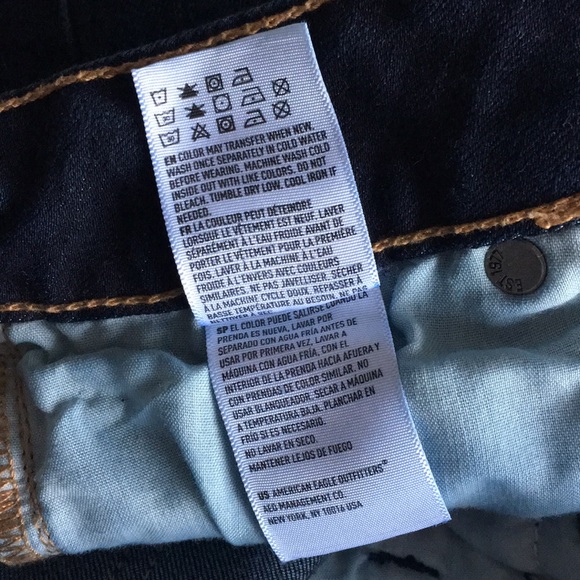 EN COLOR MAY TRANSFER WHEN NEW.
WASH ONCE SEPARATELY IN COLD WATER
BEFORE WEARING. MACHINE WASH COLD
INSIDE OUT WITH LIKE COLORS. DO NOT
BLEACH. TUMBLE DRY LOW. COOL IRON IF
NEEDED.
FR LA COULEUR PEUT DÉTEINDRE
LORSQUE LE VÊTEMENT EST NEUF. LAVER
SÉPARÉMENT À L'EAU FROIDE AVANT DE
PORTER LE VÊTEMENT POUR LA PREMIÈRE
FOIS. LAVER À LA MACHINE À L'EAU
FROIDE À L'ENVERS AVEC COULEURS
SIMILAIRES. NE PAS JAVELLISER. SÉCHER
À LA MACHINE CYCLE DOUX. REPASSER À
BASSE TEMPÉRATURE AU BESOIN. NE
SP EL COLOR PUEDE SALIRSE CUANDO LA
PRENDA ES NUEVA, LAVAR POR
SEPARADO CON AGUA FRÍA ANTES DE
USAR POR PRIMERA VEZ, LAVAR A
MÁQUINA CON AGUA FRÍA, CON EL
INTERIOR DE LA PRENDA HACIA AFUERA Y
CON PRENDAS DE COLOR SIMILAR. NO
USAR BLANQUEADOR. SECAR A MÁQUINA
A TEMPERATURA BAJA. PLANCHAR EN
FRÍO SI ES NECESARIO.
NO LAVAR EN SECO.
MANTENER LEJOS DE FUEGO
US AMERICAN EAGLE OUTFITTERS®
AEO MANAGEMENT CO.
NEW YORK, NY 10016 USA
EST 1977